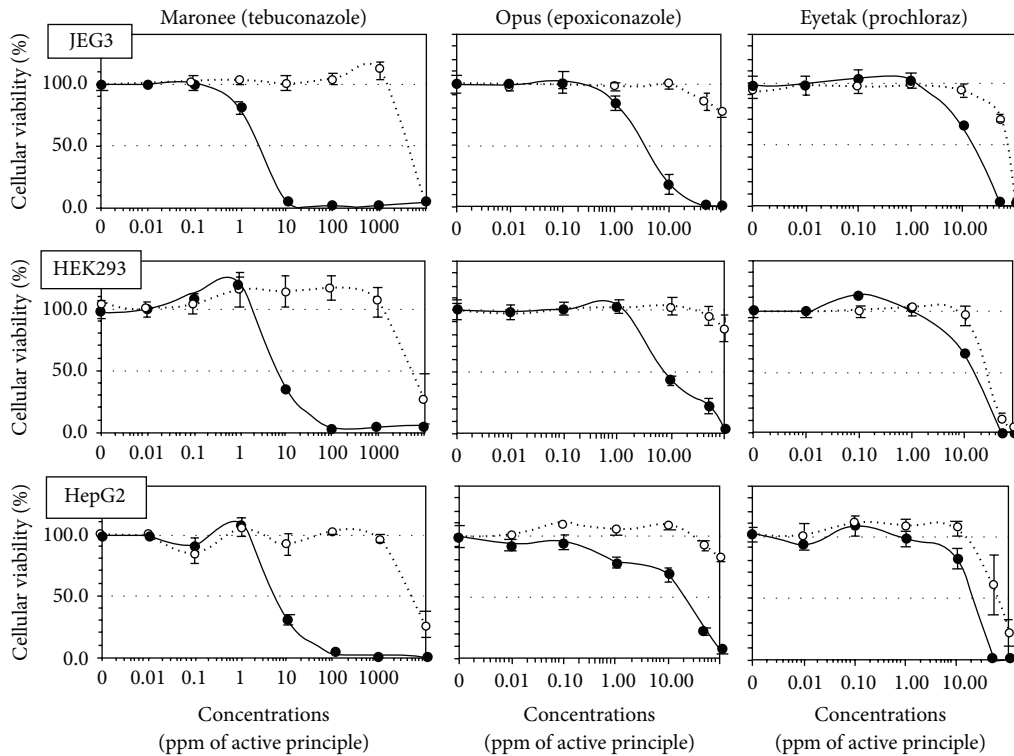 Maronee (tebuconazole) Opus (epoxiconazole) Eyetak (prochloraz)
JEG3
Cellular viability (%)
100.0
50.0
0.0
0 0.01 0.1 1 10 100 1000
0 0.01 0.10 1.00 10.00
0 0.01 0.10 1.00 10.00
HEK293
Cellular viability (%)
100.0
50.0
0.0
0 0.01 0.1 1 10 100 1000
0 0.01 0.10 1.00 10.00
0 0.01 0.10 1.00 10.00
HepG2
Cellular viability (%)
100.0
50.0
0.0
0 0.01 0.1 1 10 100 1000
0 0.01 0.10 1.00 10.00
0 0.01 0.10 1.00 10.00
Concentrations Concentrations Concentrations
(ppm of active principle) (ppm of active principle) (ppm of active principle)